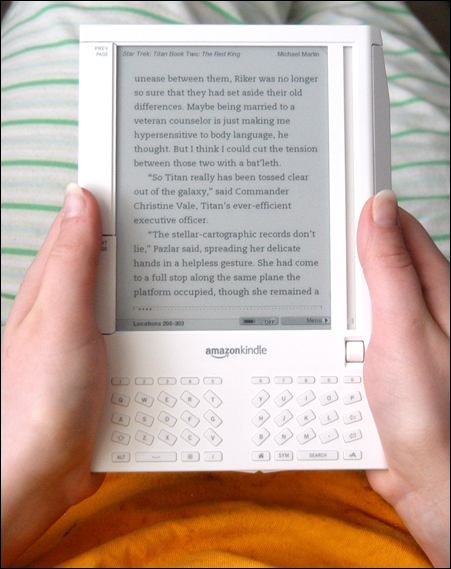 PREV
PAGE
Star Trek: Titan Book Two: The Red King Michael Martin
unease between them, Riker was no longer
so sure that they had set aside their old
differences. Maybe being married to a
veteran counselor is just making me
hypersensitive to body language, he
thought. But I think I could cut the tension
between those two with a bat'leth.
“So Titan really has been tossed clear
out of the galaxy,” said Commander
Christine Vale, Titan's ever-efficient
executive officer.
“The stellar-cartographic records don't
lie,” Pazlar said, spreading her delicate
hands in a helpless gesture. She had come
to a full stop along the same plane the
platform occupied, though she remained a
Locations 296-303 Menu
amazonkindle
Q W E R T Y U I O P
A S D F G H J K L
Z X C V B N M
ALT SYM SEARCH